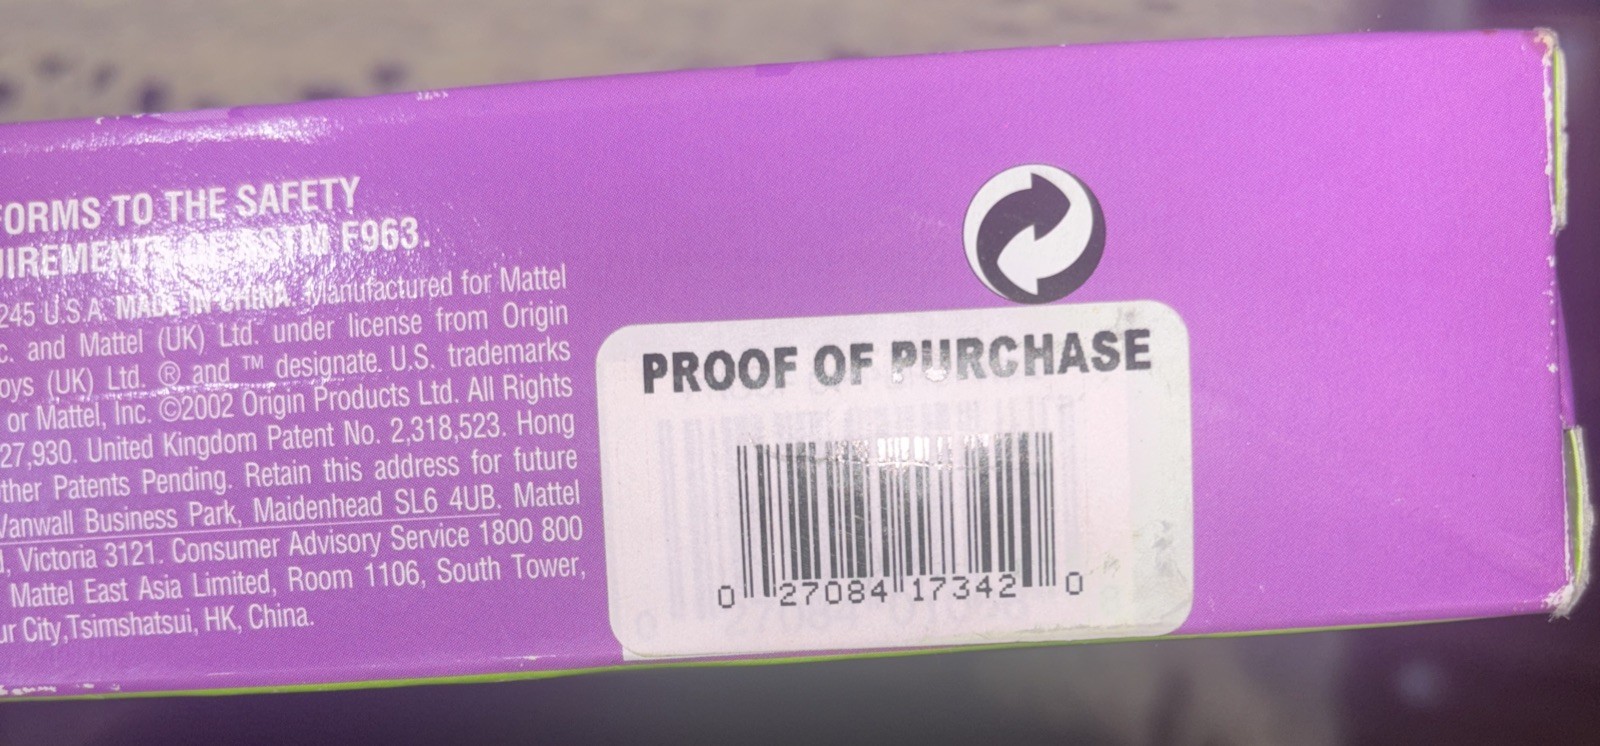 FORMS TO THE SAFETY
UIREMENTS OF ASTM F963.
245 U.S.A. MADE IN CHINA. Manufactured for Mattel
c. and Mattel (UK) Ltd. under license from Origin
oys (UK) Ltd. ® and ™ designate U.S. trademarks
or Mattel, Inc. ©2002 Origin Products Ltd. All Rights
27,930. United Kingdom Patent No. 2,318,523. Hong
ther Patents Pending. Retain this address for future
Vanwall Business Park, Maidenhead SL6 4UB. Mattel
, Victoria 3121. Consumer Advisory Service 1800 800
Mattel East Asia Limited, Room 1106, South Tower,
ur City,Tsimshatsui, HK, China.
PROOF OF PURCHASE
0 27084 17342 0